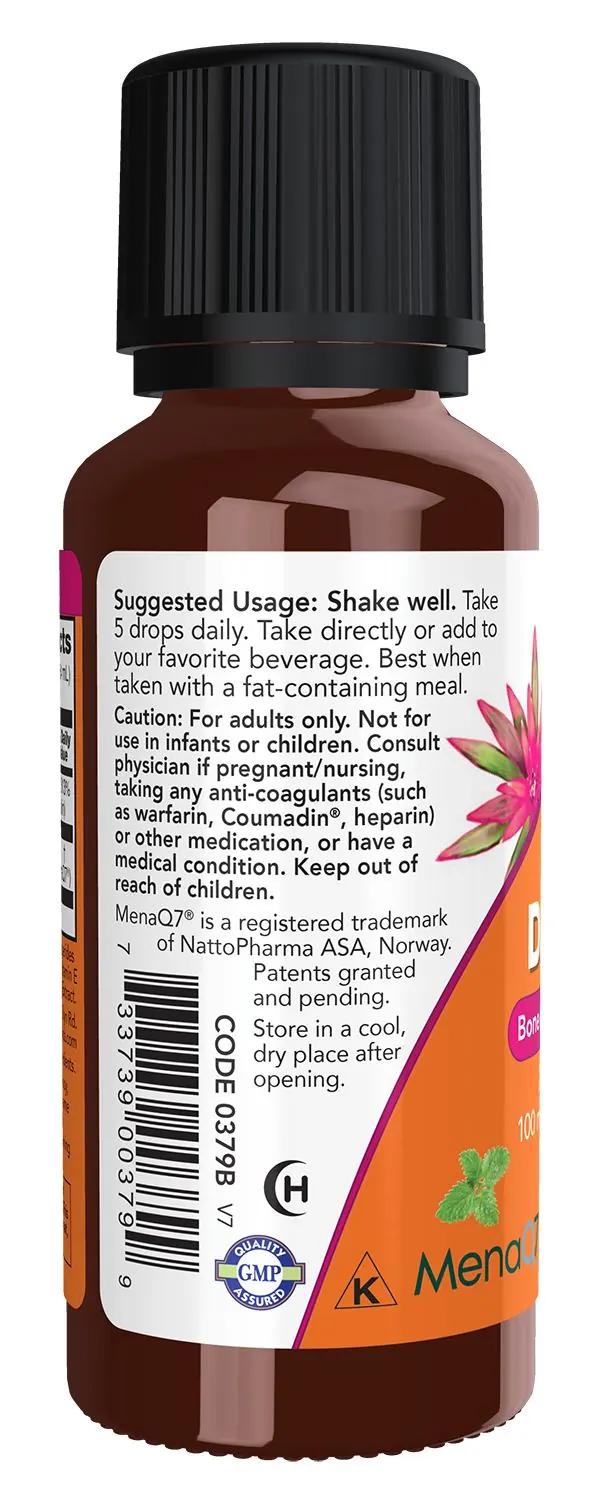 Suggested Usage: Shake well. Take
5 drops daily. Take directly or add to
your favorite beverage. Best when
taken with a fat-containing meal.
Caution: For adults only. Not for
use in infants or children. Consult
physician if pregnant/nursing,
taking any anti-coagulants (such
as warfarin, Coumadin®, heparin)
or other medication, or have a
medical condition. Keep out of
reach of children.
MenaQ7® is a registered trademark
of NattoPharma ASA, Norway.
Patents granted
and pending.
Store in a cool,
dry place after
opening.
7 33739 00379 9
CODE 0379B V7
H
QUALITY
GMP
ASSURED
K
Bone
100
MenaQ7